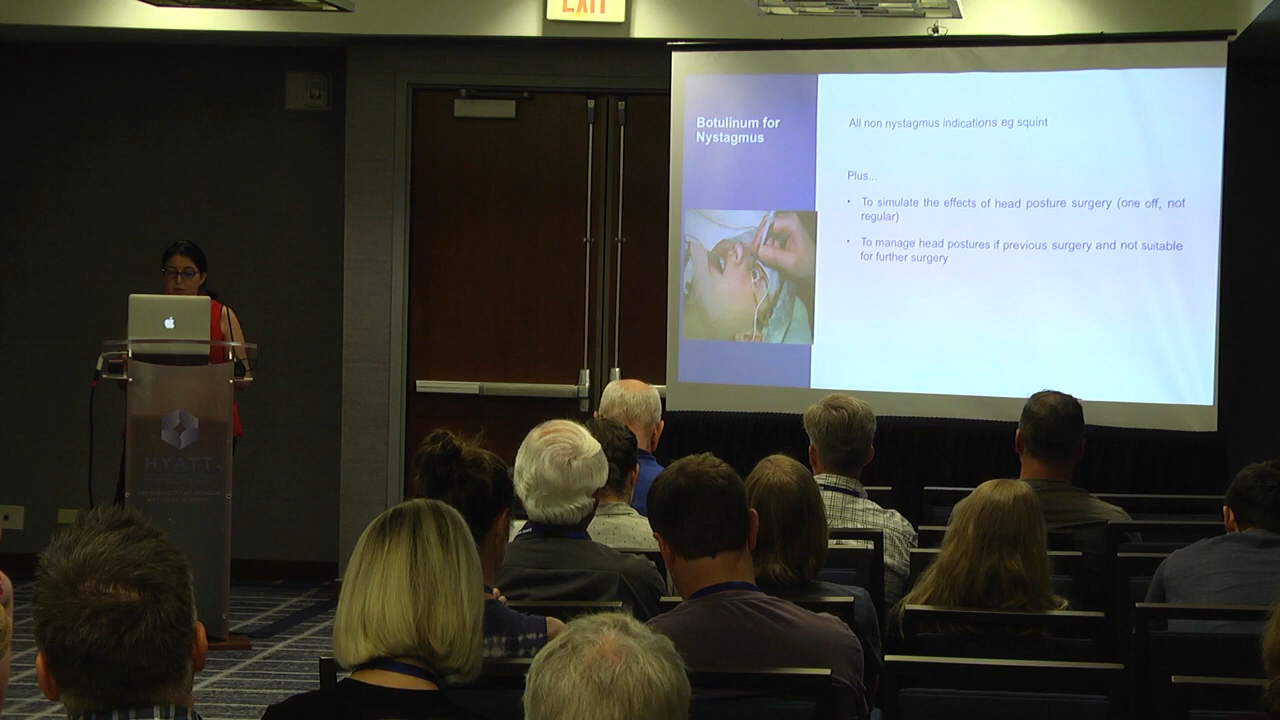 EXIT
Botulinum for
Nystagmus
All non nystagmus indications eg squint
Plus...
• To simulate the effects of head posture surgery (one off, not
regular)
• To manage head postures if previous surgery and not suitable
for further surgery
HYATT